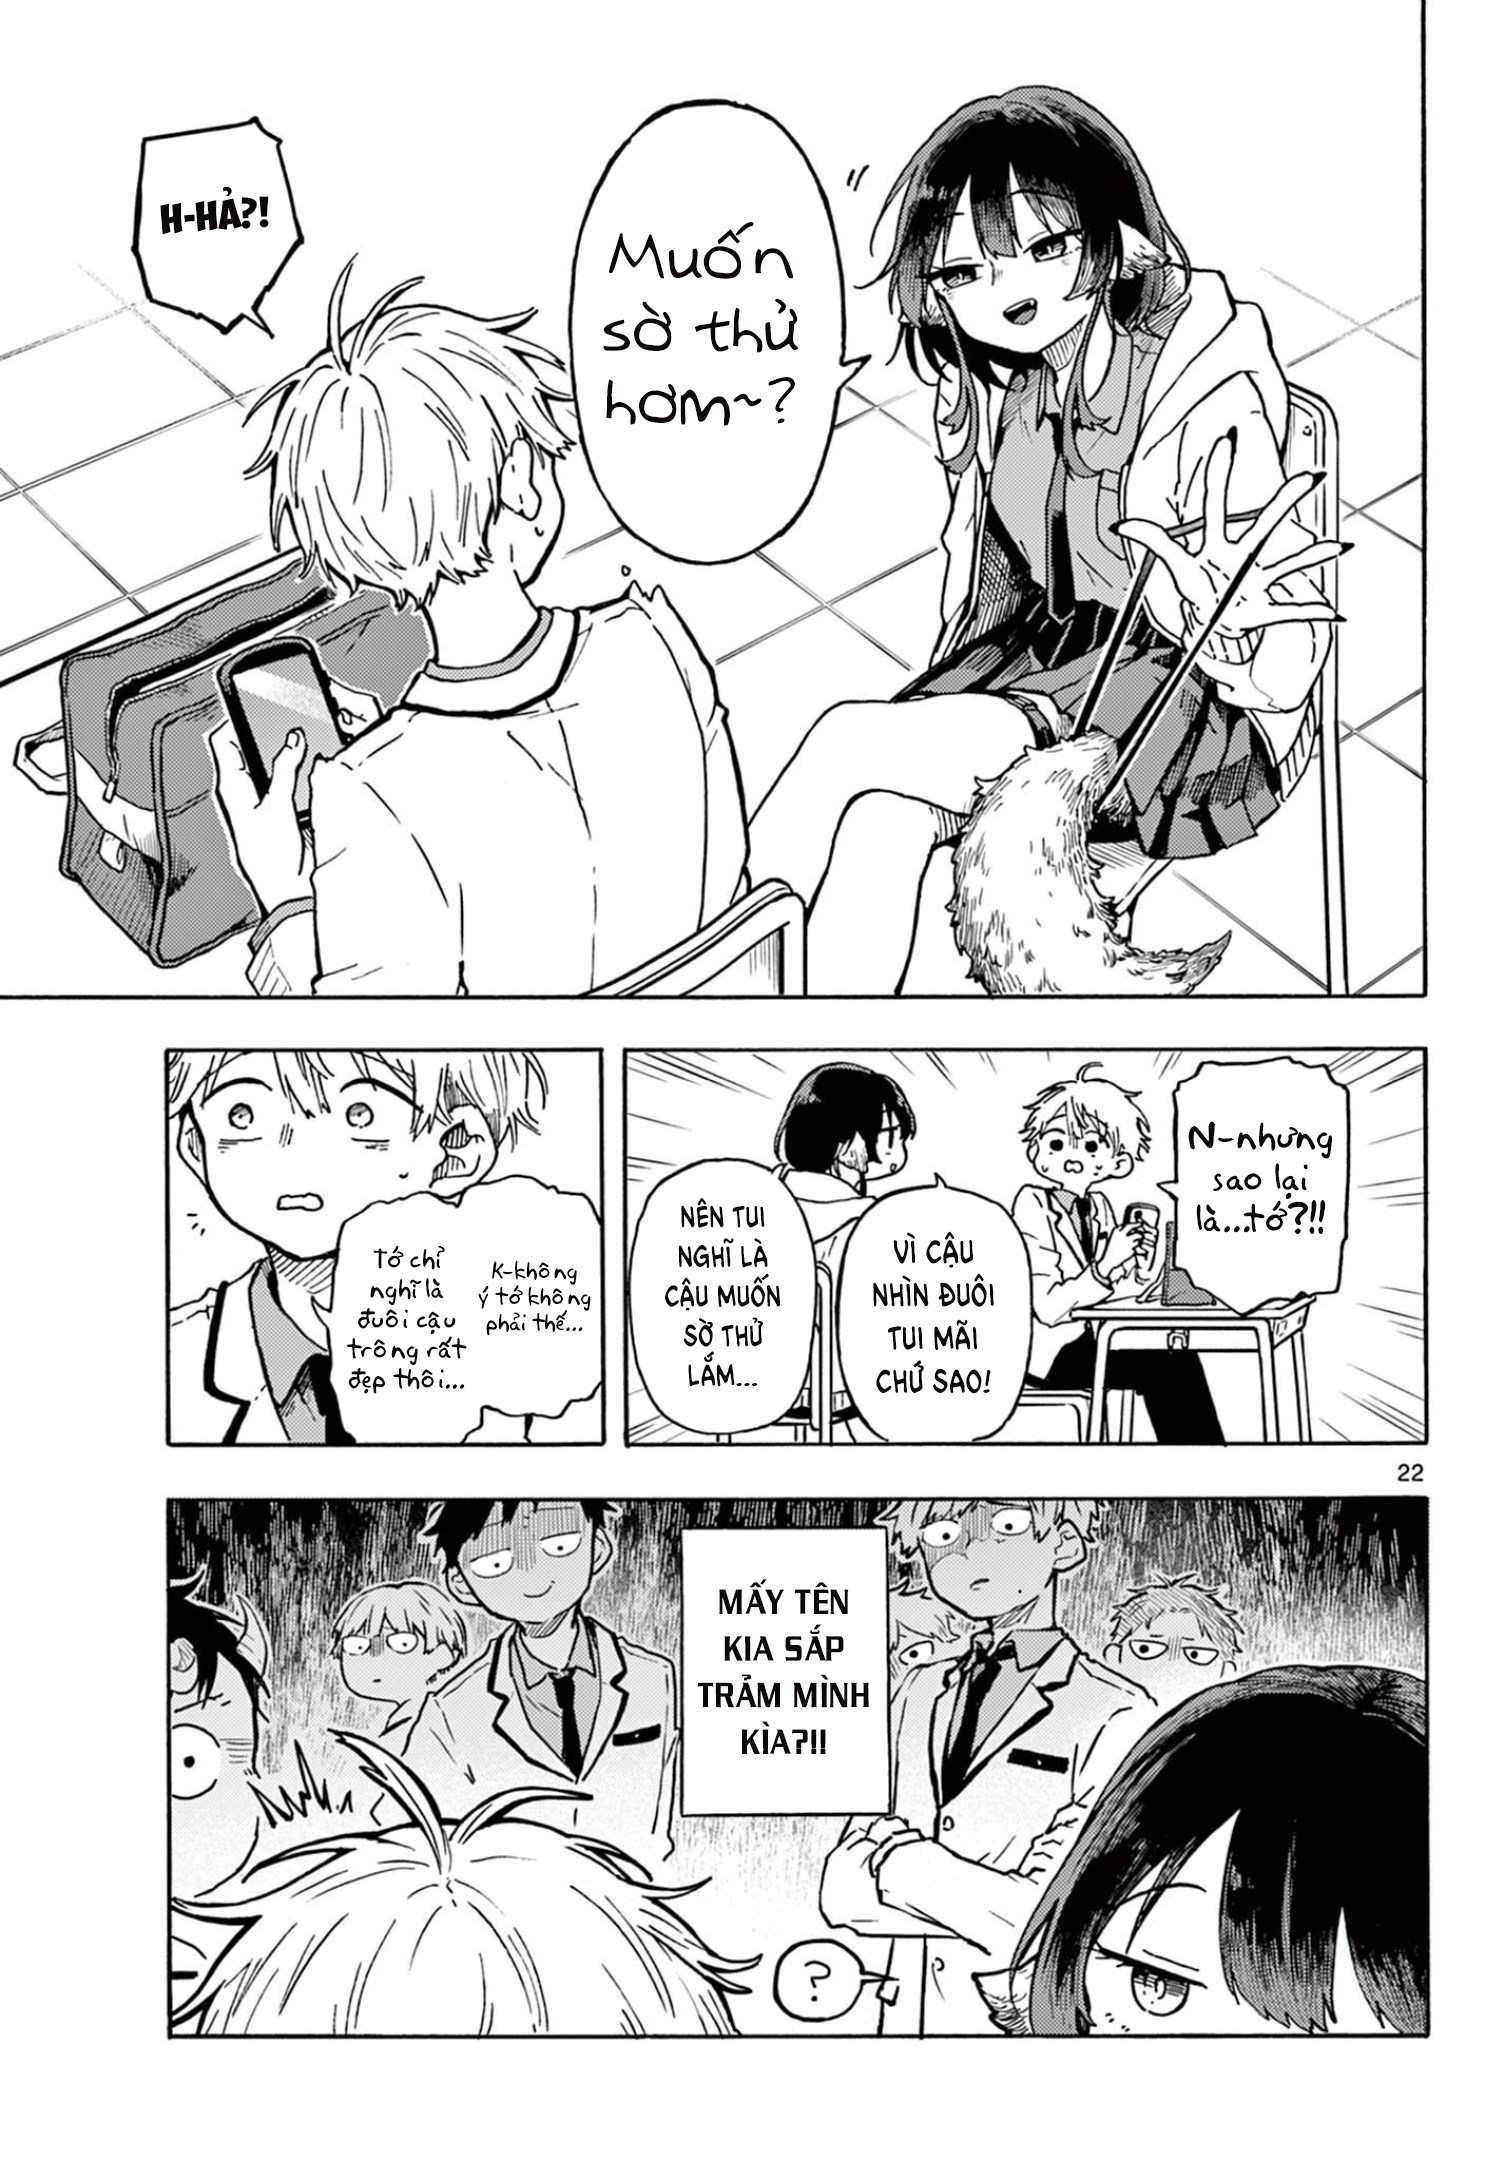 Muốn
sờ thử
hơm~?
H-HẢ?!
N-nhưng
sao lại
là...tớ?!!
VÌ CẬU
NHÌN ĐUÔI
TUI MÃI
CHỨ SAO!
NÊN TUI
NGHĨ LÀ
CẬU MUỐN
SỜ THỬ
LẮM...
K-không
ý tớ không
phải thế...
Tớ chỉ
nghĩ là
đuôi cậu
trông rất
đẹp thôi...
22
MẤY TÊN
KIA SẮP
TRẢM MÌNH
KÌA?!!
?